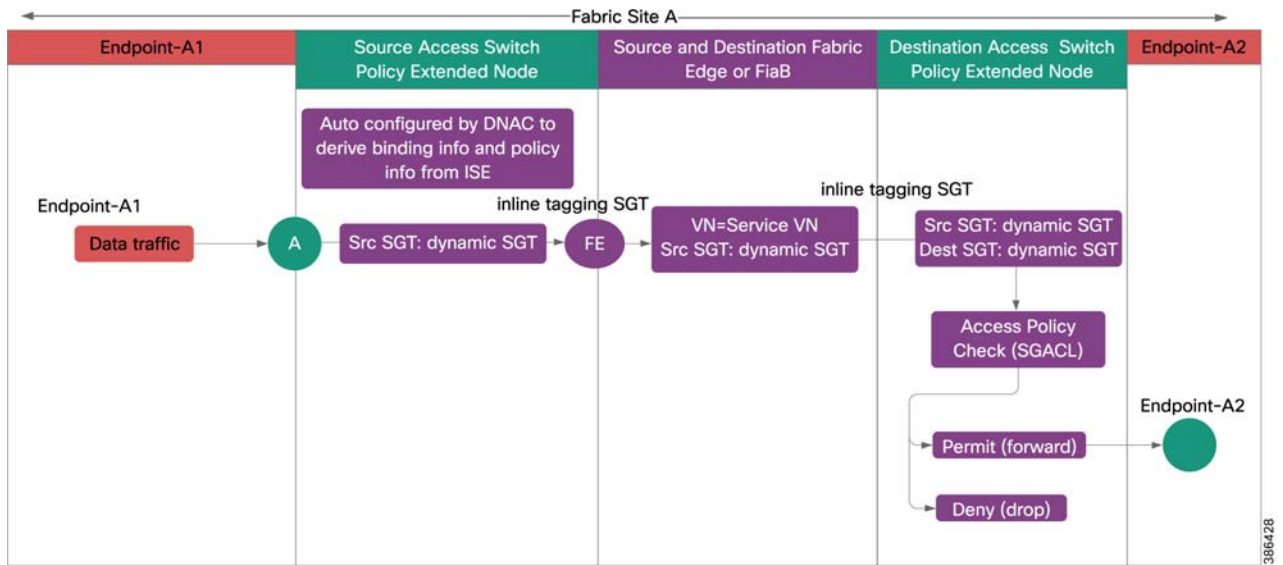 Fabric Site A
Endpoint-A1
Source Access Switch
Policy Extended Node
Source and Destination Fabric
Edge or FiaB
Destination Access Switch
Policy Extended Node
Endpoint-A2
Auto configured by DNAC to
derive binding info and policy
info from ISE
Endpoint-A1
Data traffic
A
Src SGT: dynamic SGT
inline tagging SGT
FE
VN=Service VN
Src SGT: dynamic SGT
inline tagging SGT
Src SGT: dynamic SGT
Dest SGT: dynamic SGT
Access Policy
Check (SGACL)
Permit (forward)
Endpoint-A2
Deny (drop)
386428